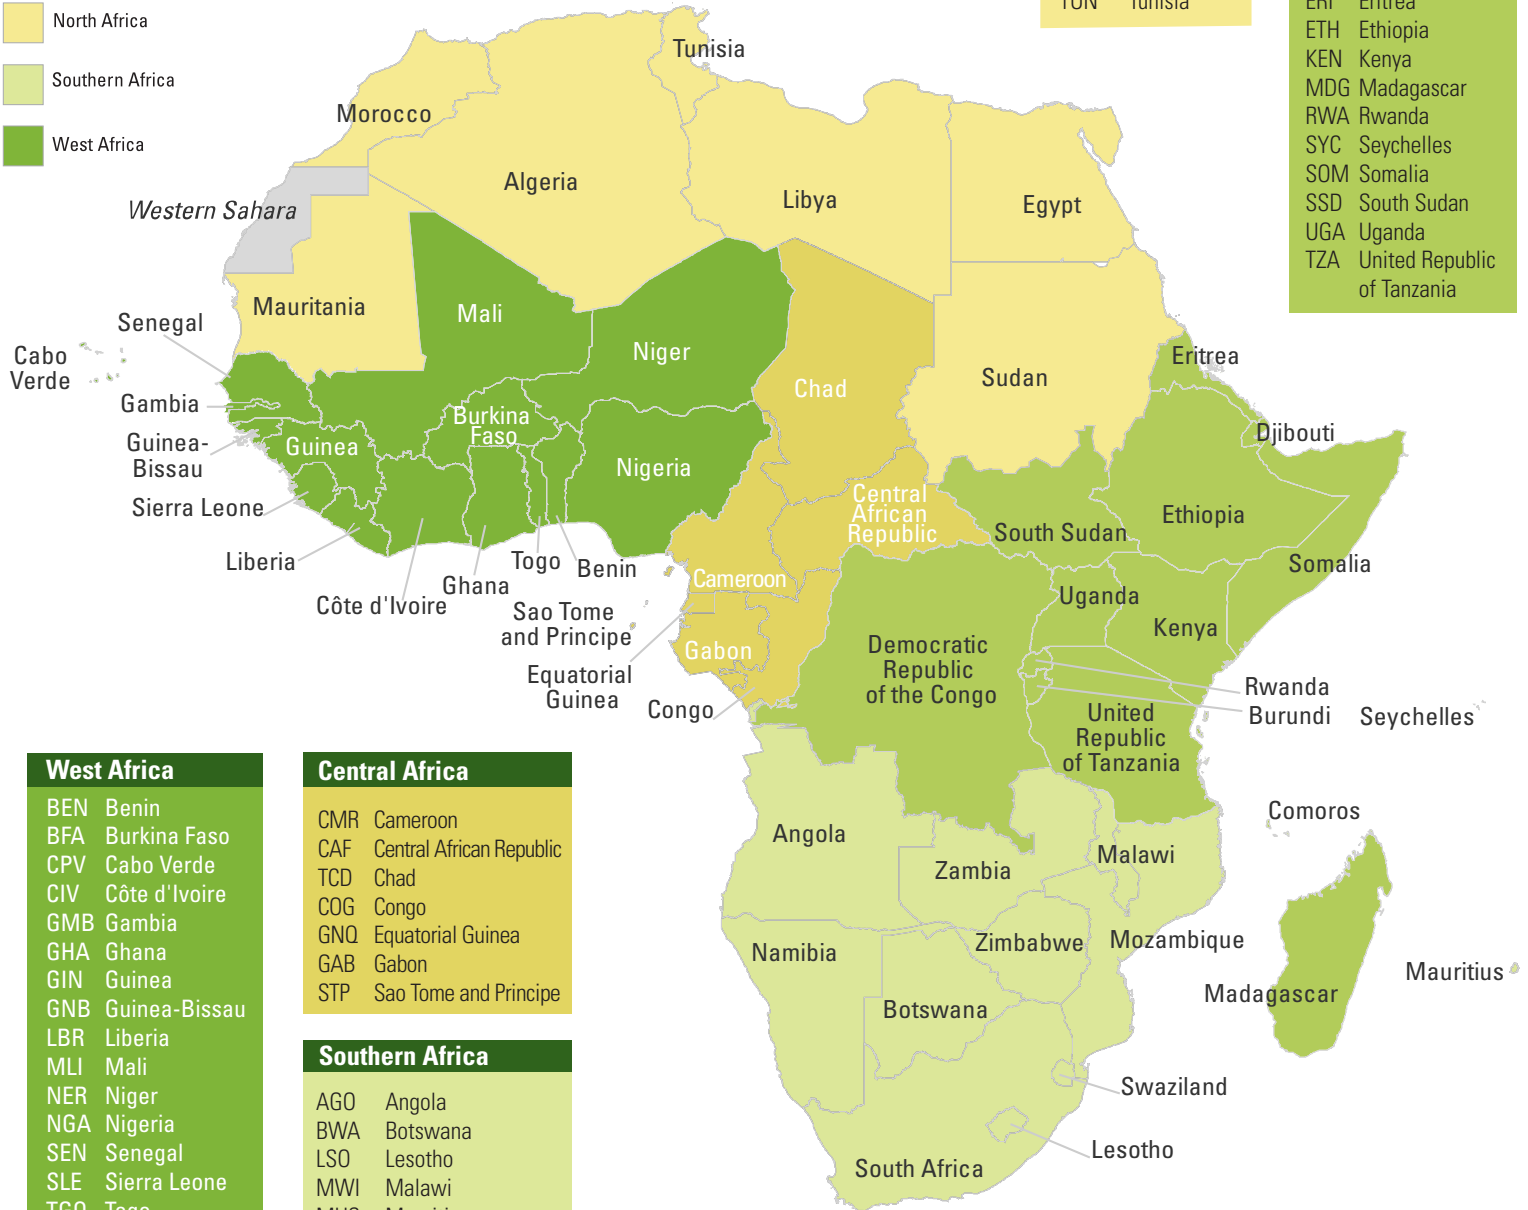 North Africa
Southern Africa
West Africa
TUN Tunisia
ERI Eritrea
ETH Ethiopia
KEN Kenya
MDG Madagascar
RWA Rwanda
SYC Seychelles
SOM Somalia
SSD South Sudan
UGA Uganda
TZA United Republic
of Tanzania
Tunisia
Morocco
Algeria
Libya
Egypt
Western Sahara
Mauritania
Mali
Niger
Chad
Sudan
Eritrea
Senegal
Cabo
Verde
Gambia
Guinea-
Bissau
Guinea
Burkina
Faso
Nigeria
Djibouti
Sierra Leone
Central
African
Republic
South Sudan
Ethiopia
Somalia
Liberia
Côte d'Ivoire
Ghana
Togo
Benin
Cameroon
Uganda
Kenya
Sao Tome
and Principe
Gabon
Equatorial
Guinea
Congo
Democratic
Republic
of the Congo
Rwanda
Burundi
Seychelles
United
Republic
of Tanzania
Comoros
Angola
Zambia
Malawi
Namibia
Zimbabwe
Mozambique
Botswana
Madagascar
Mauritius
Swaziland
Lesotho
South Africa
West Africa
BEN Benin
BFA Burkina Faso
CPV Cabo Verde
CIV Côte d'Ivoire
GMB Gambia
GHA Ghana
GIN Guinea
GNB Guinea-Bissau
LBR Liberia
MLI Mali
NER Niger
NGA Nigeria
SEN Senegal
SLE Sierra Leone
TGO Togo
Central Africa
CMR Cameroon
CAF Central African Republic
TCD Chad
COG Congo
GNQ Equatorial Guinea
GAB Gabon
STP Sao Tome and Principe
Southern Africa
AGO Angola
BWA Botswana
LSO Lesotho
MWI Malawi